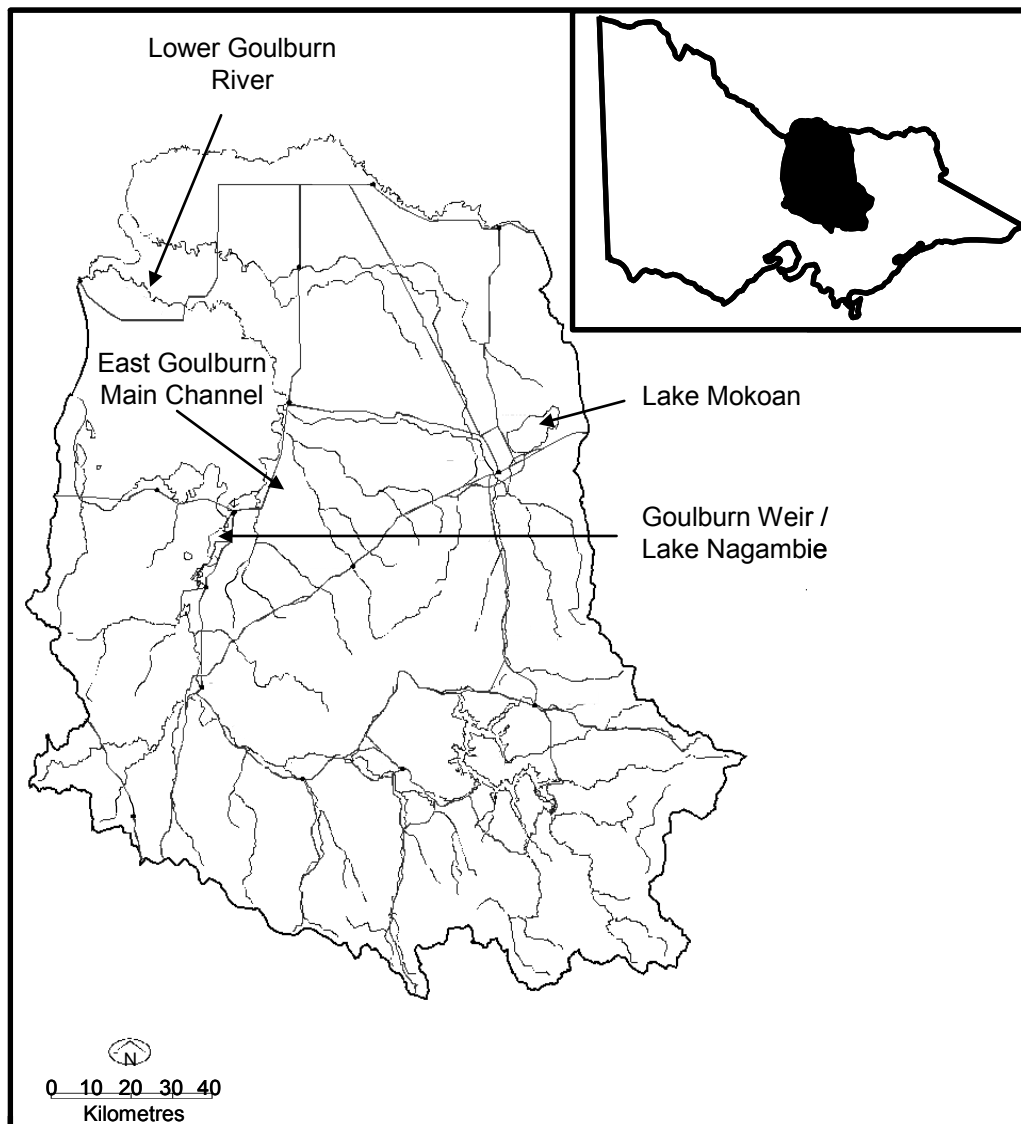 Lower Goulburn
River
East Goulburn
Main Channel
Lake Mokoan
Goulburn Weir /
Lake Nagambie
N
0 10 20 30 40
Kilometres